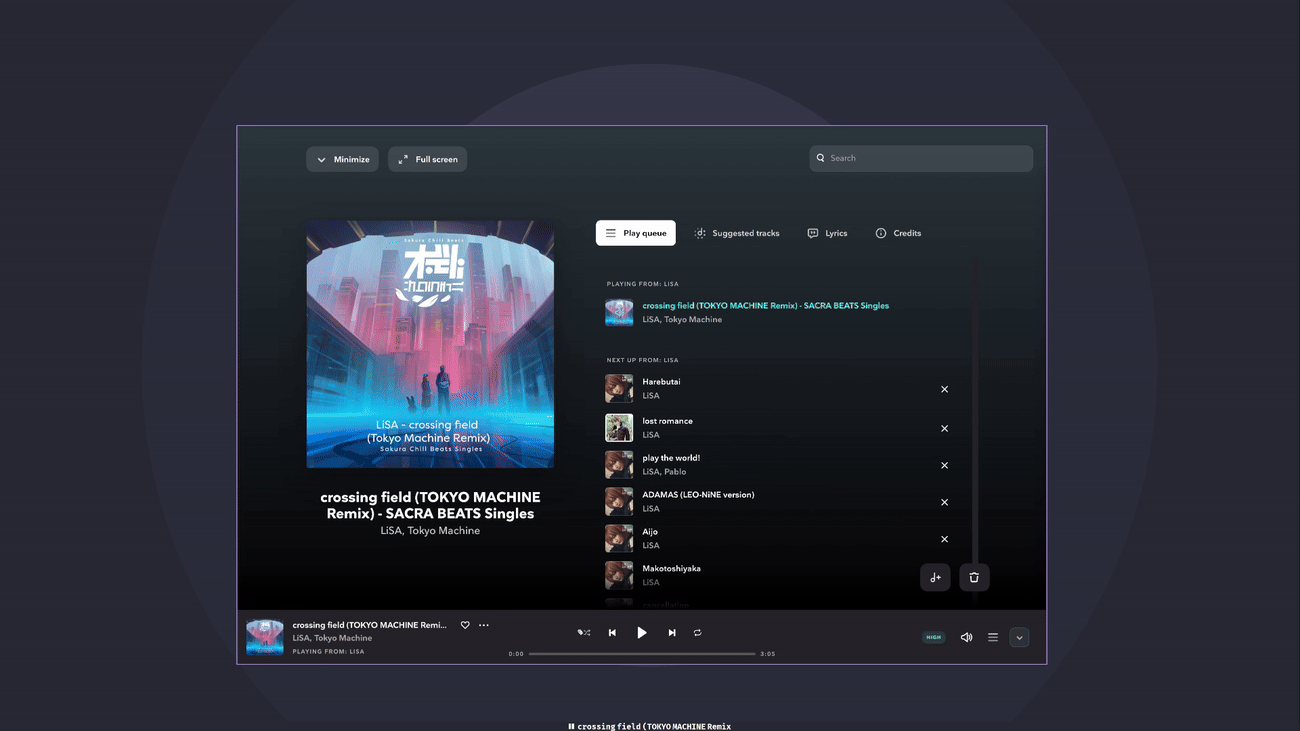 Minimize
Full screen
Search
Sakura Chill Beats
LiSA - crossing field
(Tokyo Machine Remix)
Sakura Chill Beats Singles
crossing field (TOKYO MACHINE
Remix) - SACRA BEATS Singles
LiSA, Tokyo Machine
Play queue
Suggested tracks
Lyrics
Credits
PLAYING FROM: LISA
crossing field (TOKYO MACHINE Remix) - SACRA BEATS Singles
LiSA, Tokyo Machine
NEXT UP FROM: LISA
Harebutai
LiSA
lost romance
LiSA
play the world!
LiSA, Pablo
ADAMAS (LEO-NiNE version)
LiSA
Aijo
LiSA
Makotoshiyaka
LiSA
cancellation
crossing field (TOKYO MACHINE Remi...
LiSA, Tokyo Machine
PLAYING FROM: LISA
0:00
3:05
HIGH
crossing field (TOKYO MACHINE Remix